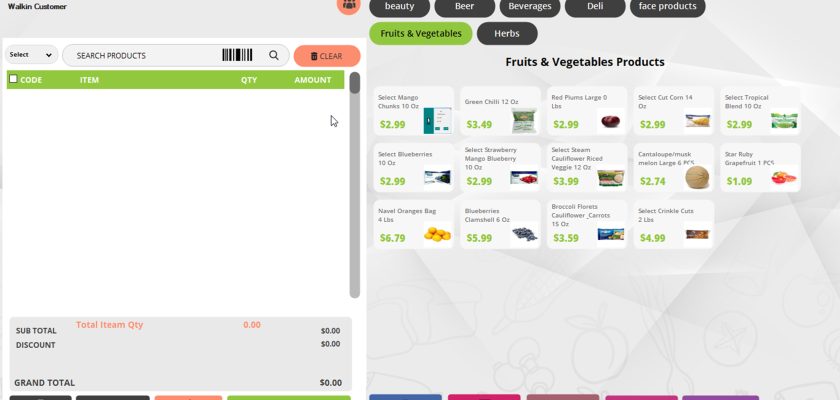 Walkin Customer
Select
SEARCH PRODUCTS
CLEAR
CODE ITEM QTY AMOUNT
Total Iteam Qty 0.00
SUB TOTAL $0.00
DISCOUNT $0.00
GRAND TOTAL $0.00
beauty
Beer
Beverages
Deli
face products
Fruits & Vegetables
Herbs
Fruits & Vegetables Products
Select Mango
Chunks 10 Oz
$2.99
Green Chilli 12 Oz
$3.49
Red Plums Large 0
Lbs
$2.99
Select Cut Corn 14
Oz
$2.99
Select Tropical
Blend 10 Oz
$2.99
Select Blueberries
10 Oz
$2.99
Select Strawberry
Mango Blueberry
10 Oz
$2.99
Select Steam
Cauliflower Riced
Veggie 12 Oz
$3.99
Cantaloupe/musk
melon Large 6 PCS
$2.74
Star Ruby
Grapefruit 1 PCS
$1.09
Navel Oranges Bag
4 Lbs
$6.79
Blueberries
Clamshell 6 Oz
$5.99
Broccoli Florets
Cauliflower_Carrots
15 Oz
$3.59
Select Crinkle Cuts
2 Lbs
$4.99